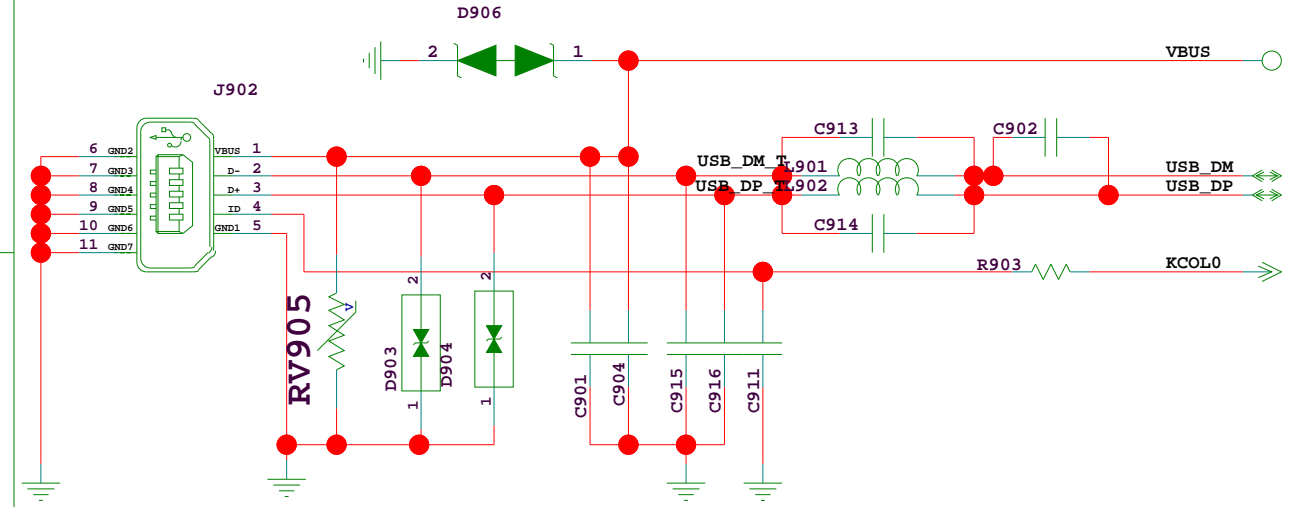 D906
2 1 VBUS
J902
C913 C902
6 GND2 VBUS 1
USB_DM_T L901 USB_DM
7 GND3 D- 2
8 GND4 D+ 3
USB_DP_T L902 USB_DP
9 GND5 ID 4
10 GND6 GND1 5
C914
11 GND7
R903 KCOL0
2 2
RV905
V
D903
D904
1 1
C901
C904
C915
C916
C911